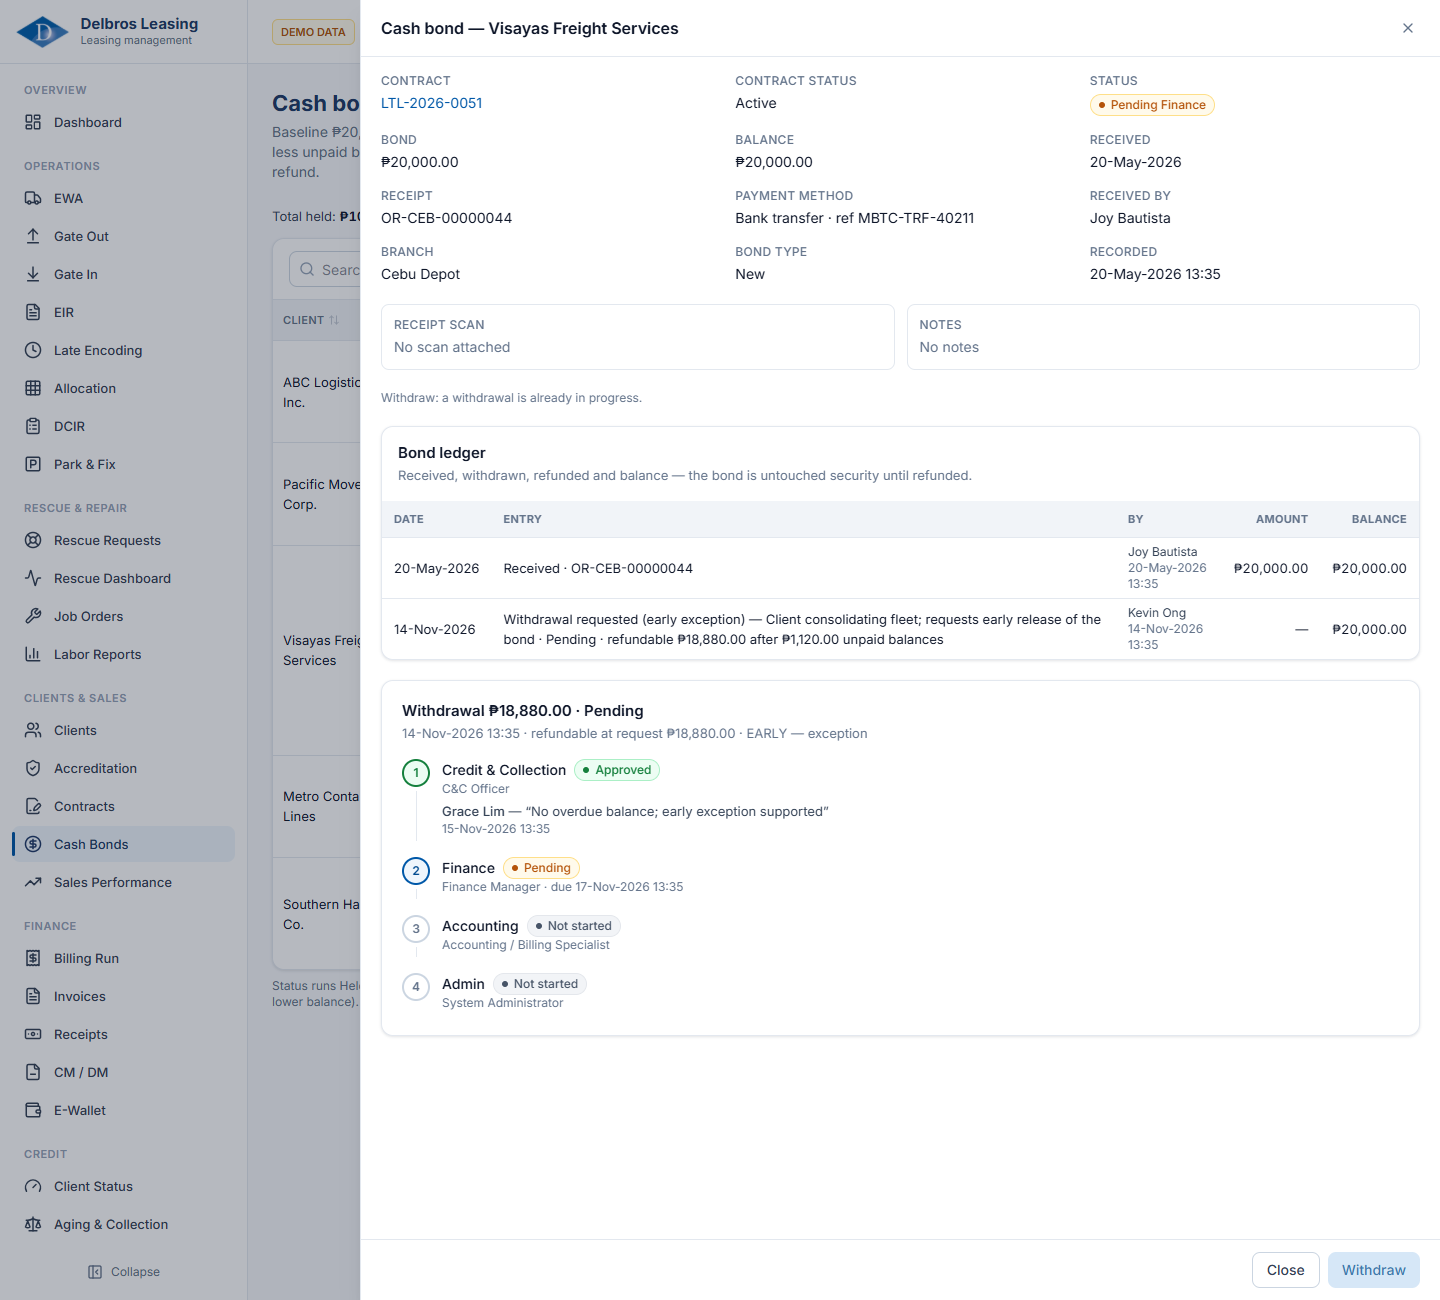 Delbros Leasing
Leasing management
OVERVIEW
Dashboard
OPERATIONS
EWA
Gate Out
Gate In
EIR
Late Encoding
Allocation
DCIR
Park & Fix
RESCUE & REPAIR
Rescue Requests
Rescue Dashboard
Job Orders
Labor Reports
CLIENTS & SALES
Clients
Accreditation
Contracts
Cash Bonds
Sales Performance
FINANCE
Billing Run
Invoices
Receipts
CM / DM
E-Wallet
CREDIT
Client Status
Aging & Collection
Collapse
DEMO DATA
Cash bo
Baseline ₱20,
less unpaid b
refund.
Total held: ₱10
Searc
CLIENT
ABC Logistic
Inc.
Pacific Move
Corp.
Visayas Freig
Services
Metro Conta
Lines
Southern Ha
Co.
Status runs Hel
lower balance).
Cash bond — Visayas Freight Services
CONTRACT
LTL-2026-0051
CONTRACT STATUS
Active
STATUS
Pending Finance
BOND
₱20,000.00
BALANCE
₱20,000.00
RECEIVED
20-May-2026
RECEIPT
OR-CEB-00000044
PAYMENT METHOD
Bank transfer · ref MBTC-TRF-40211
RECEIVED BY
Joy Bautista
BRANCH
Cebu Depot
BOND TYPE
New
RECORDED
20-May-2026 13:35
RECEIPT SCAN
No scan attached
NOTES
No notes
Withdraw: a withdrawal is already in progress.
Bond ledger
Received, withdrawn, refunded and balance — the bond is untouched security until refunded.
DATE ENTRY BY AMOUNT BALANCE
20-May-2026 Received · OR-CEB-00000044 Joy Bautista 20-May-2026 13:35 ₱20,000.00 ₱20,000.00
14-Nov-2026 Withdrawal requested (early exception) — Client consolidating fleet; requests early release of the
bond · Pending · refundable ₱18,880.00 after ₱1,120.00 unpaid balances Kevin Ong 14-Nov-2026 13:35 — ₱20,000.00
Withdrawal ₱18,880.00 · Pending
14-Nov-2026 13:35 · refundable at request ₱18,880.00 · EARLY — exception
1 Credit & Collection Approved
C&C Officer
Grace Lim — “No overdue balance; early exception supported”
15-Nov-2026 13:35
2 Finance Pending
Finance Manager · due 17-Nov-2026 13:35
3 Accounting Not started
Accounting / Billing Specialist
4 Admin Not started
System Administrator
Close
Withdraw